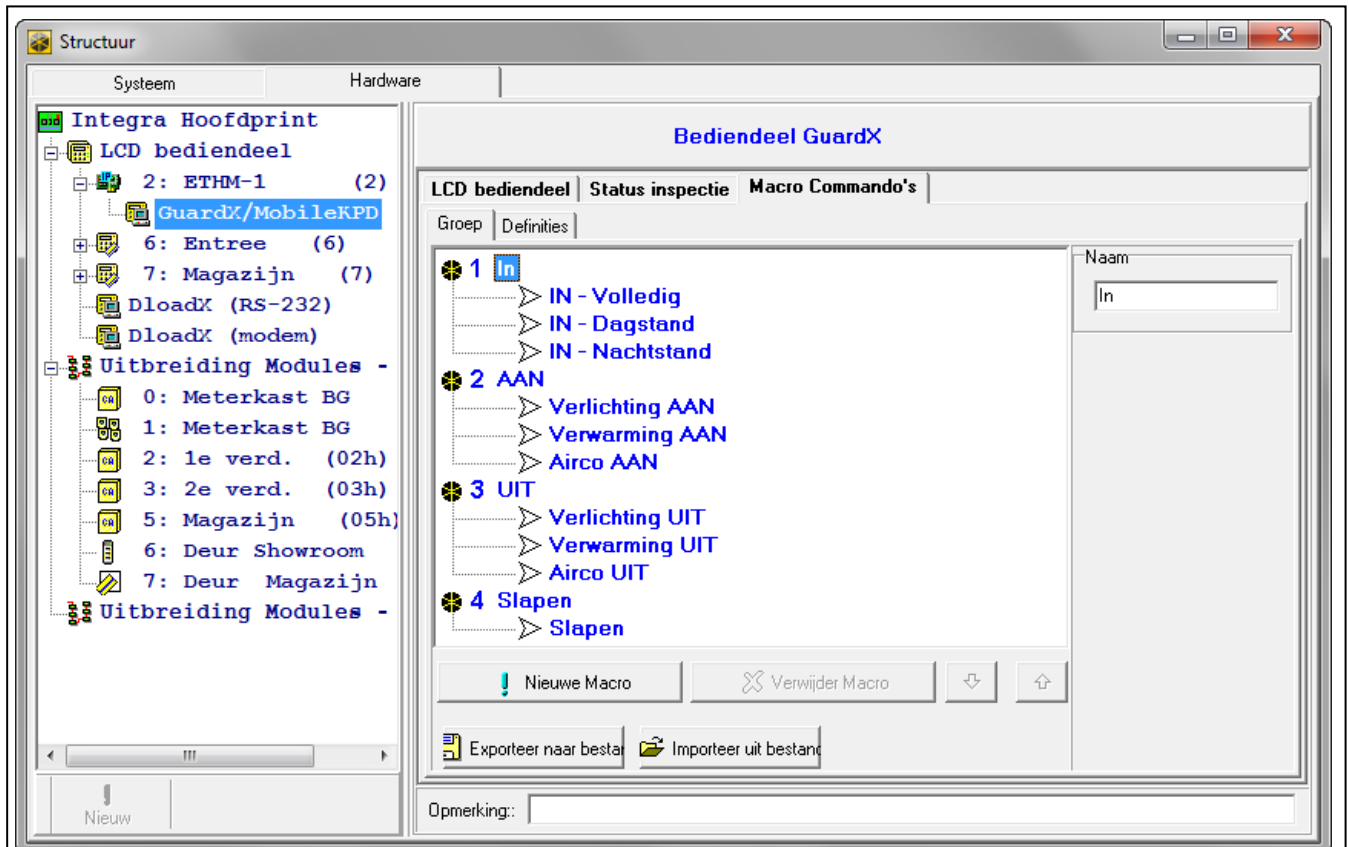 Structuur
Systeem Hardware
Integra Hoofdprint
LCD bediendeel
2: ETHM-1 (2)
GuardX/MobileKPD
6: Entree (6)
7: Magazijn (7)
DloadX (RS-232)
DloadX (modem)
Uitbreiding Modules -
0: Meterkast BG
1: Meterkast BG
2: 1e verd. (02h)
3: 2e verd. (03h)
5: Magazijn (05h)
6: Deur Showroom
7: Deur Magazijn
Uitbreiding Modules -
Nieuw
Bediendeel GuardX
LCD bediendeel Status inspectie Macro Commando's
Groep Definities
1 In
IN - Volledig
IN - Dagstand
IN - Nachtstand
2 AAN
Verlichting AAN
Verwarming AAN
Airco AAN
3 UIT
Verlichting UIT
Verwarming UIT
Airco UIT
4 Slapen
Slapen
Naam
In
Nieuwe Macro Verwijder Macro
Exporteer naar bestan Importeer uit bestand
Opmerking::